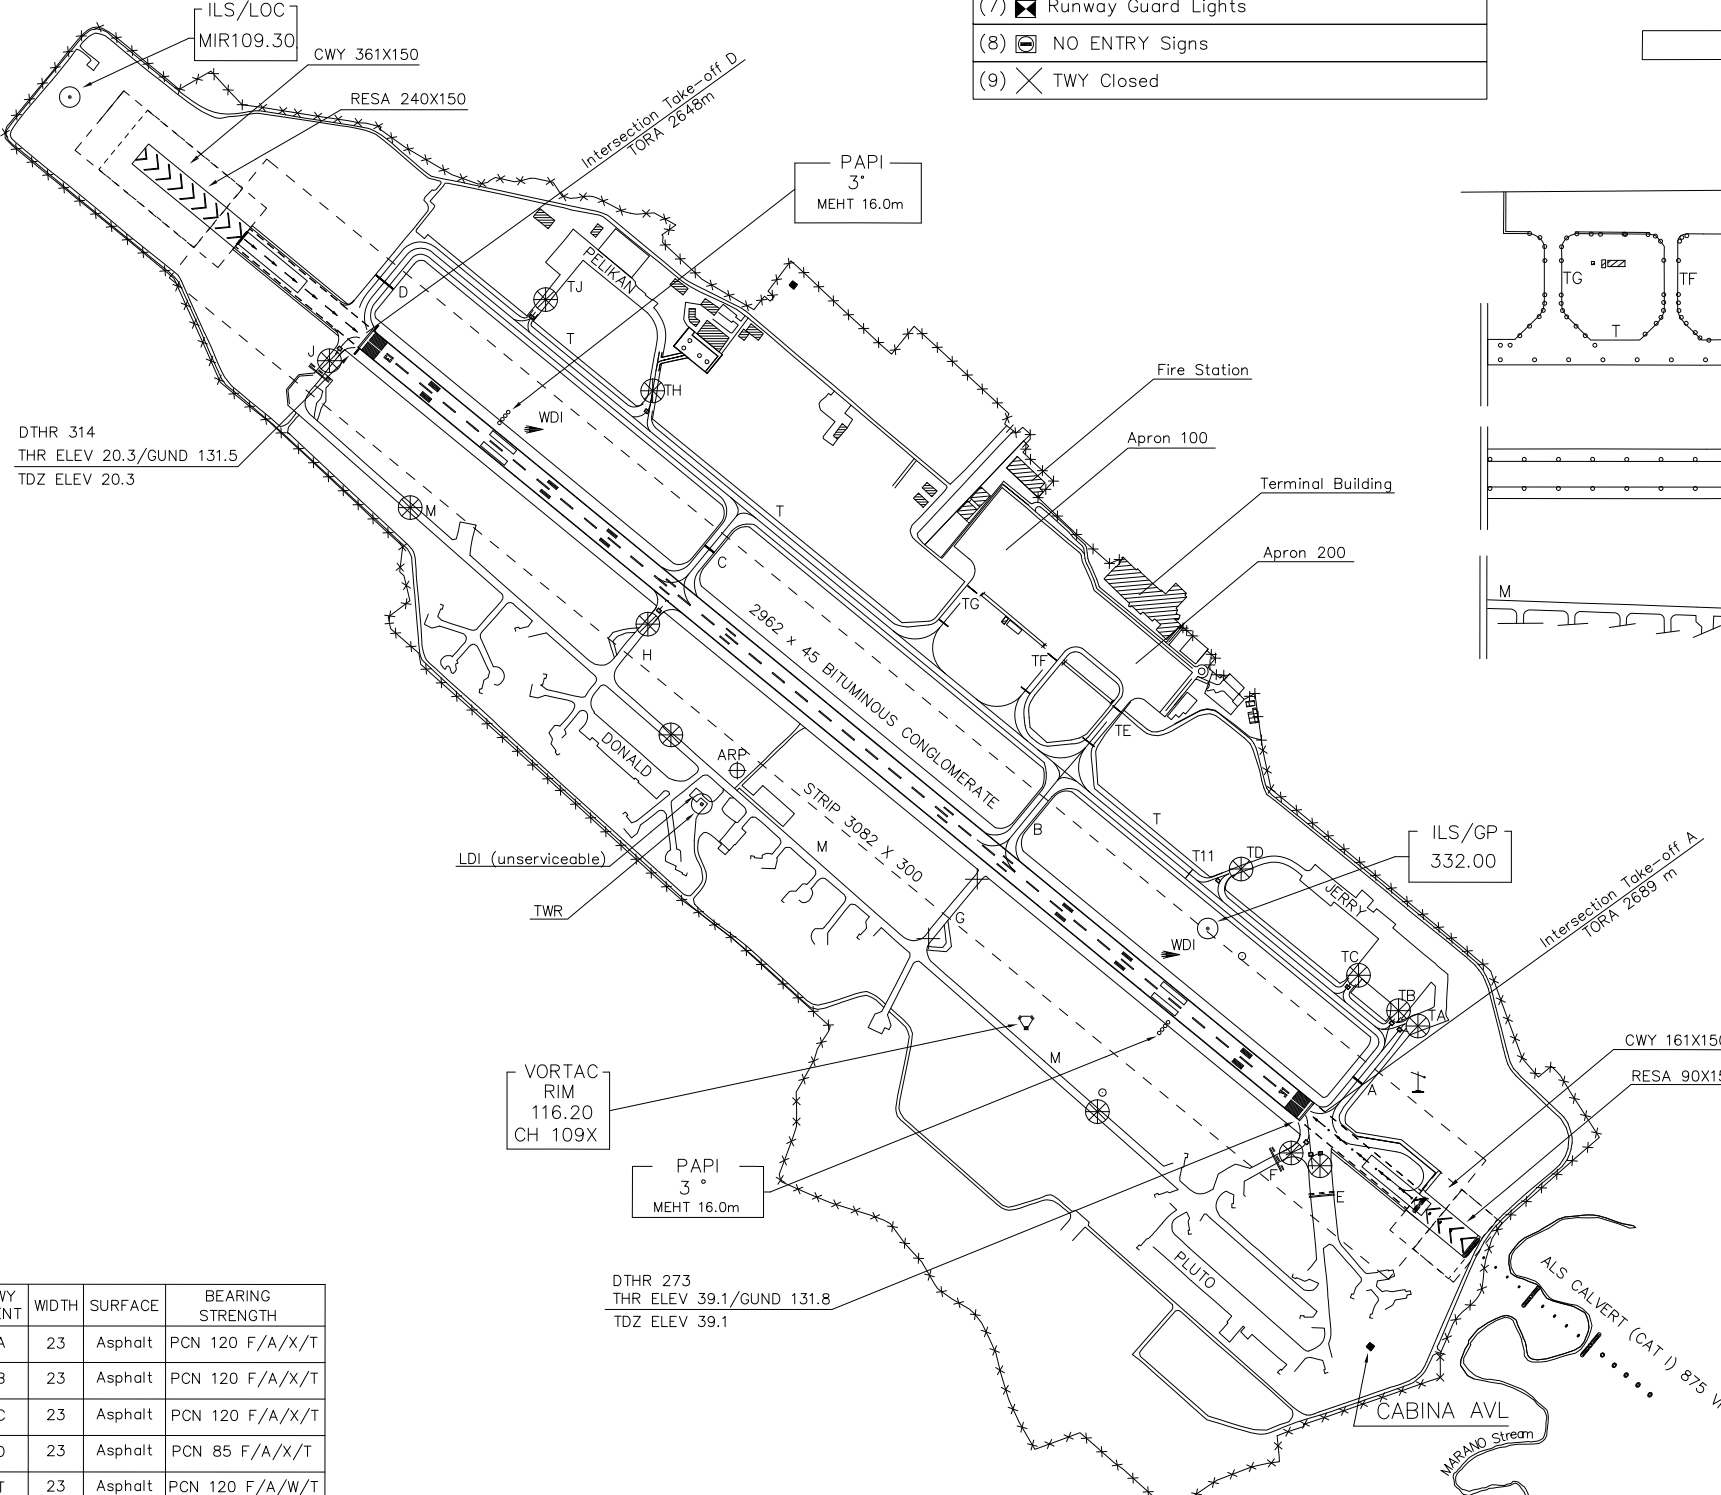 ILS/LOC
MIR109.30
CWY 361X150
RESA 240X150
Intersection Take-off D
TORA 2648m
PAPI
3°
MEHT 16.0m
(7) Runway Guard Lights
(8) NO ENTRY Signs
(9) TWY Closed
PELIKAN
TJ
D
T
J
TH
WDI
Fire Station
Apron 100
Terminal Building
Apron 200
TG
TF
T
M
DTHR 314
THR ELEV 20.3/GUND 131.5
TDZ ELEV 20.3
M
T
C
TG
TF
TE
H
2962 x 45 BITUMINOUS CONGLOMERATE
DONALD
ARP
STRIP 3082 X 300
B
T
M
LDI (unserviceable)
TWR
T11
TD
ILS/GP
332.00
JERRY
Intersection Take-off A
TORA 2689 m
G
WDI
TC
TB
TA
VORTAC
RIM
116.20
CH 109X
M
A
CWY 161X150
RESA 90X15
PAPI
3°
MEHT 16.0m
F
E
PLUTO
DTHR 273
THR ELEV 39.1/GUND 131.8
TDZ ELEV 39.1
ALS CALVERT (CAT I) 875
CABINA AVL
MARANO Stream
WIDTH SURFACE BEARING
STRENGTH
A 23 Asphalt PCN 120 F/A/X/T
B 23 Asphalt PCN 120 F/A/X/T
C 23 Asphalt PCN 120 F/A/X/T
D 23 Asphalt PCN 85 F/A/X/T
T 23 Asphalt PCN 120 F/A/W/T